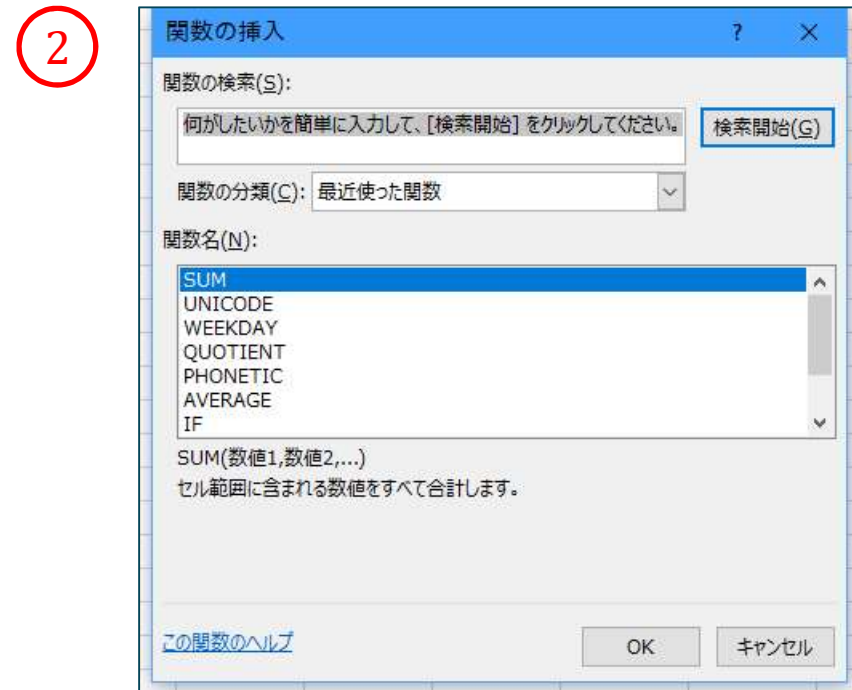 2
関数の挿入 ? ×
関数の検索(S):
何がしたいかを簡単に入力して、[検索開始] をクリックしてください。 検索開始(G)
関数の分類(C): 最近使った関数
関数名(N):
SUM
UNICODE
WEEKDAY
QUOTIENT
PHONETIC
AVERAGE
IF
SUM(数値1,数値2,...)
セル範囲に含まれる数値をすべて合計します。
この関数のヘルプ OK キャンセル